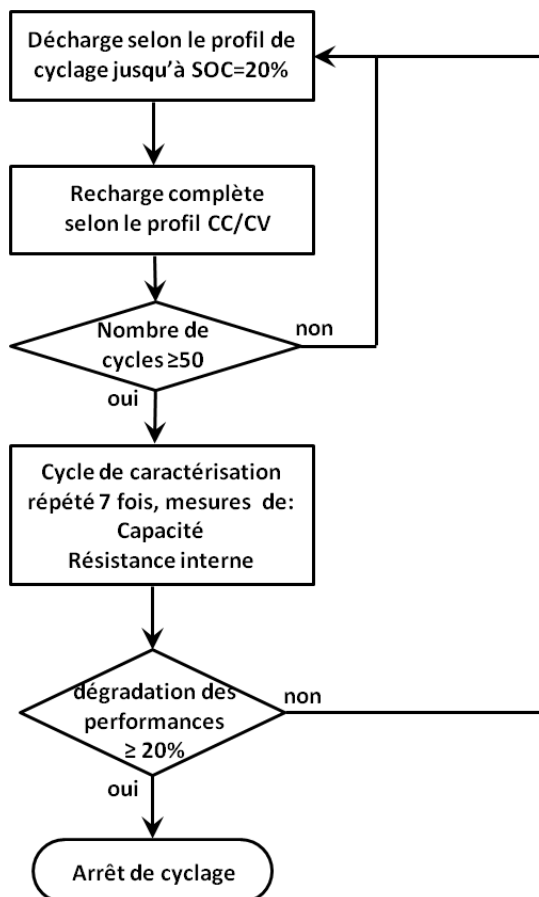 Décharge selon le profil de
cyclage jusqu'à SOC=20%
Recharge complète
selon le profil CC/CV
Nombre de
cycles ≥50
non
oui
Cycle de caractérisation
répété 7 fois, mesures de:
Capacité
Résistance interne
dégradation des
performances
≥ 20%
non
oui
Arrêt de cyclage